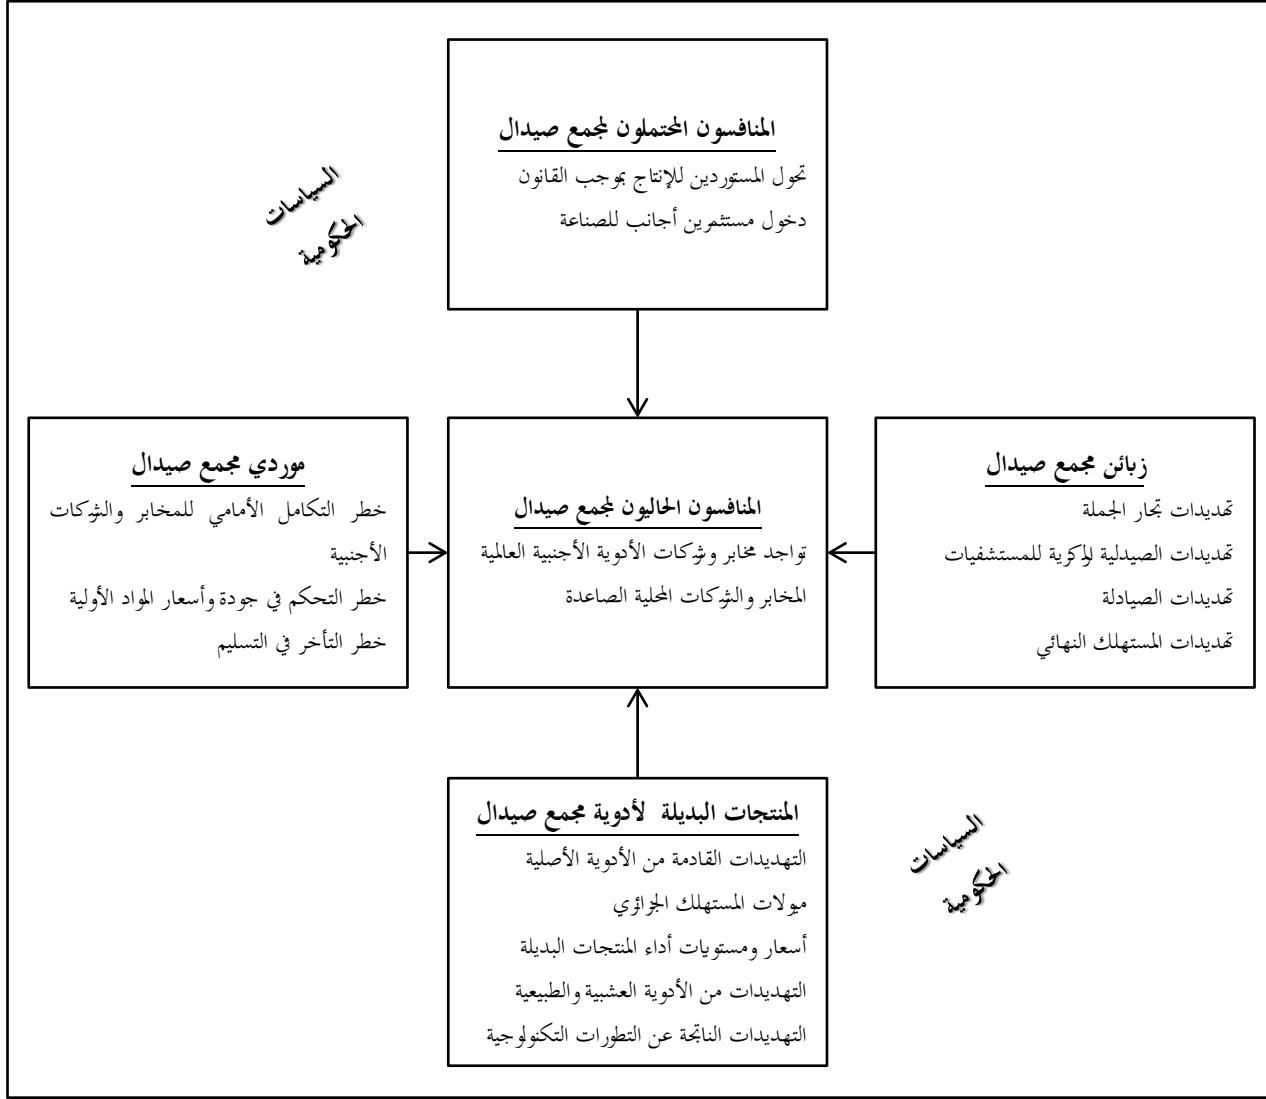 المنافسون المحتملون لمجمع صيدال
تحول المستوردين للإنتاج بموجب القانون
دخول مستثمرين أجانب للصناعة
السياسات
الحكومية
زبائن مجمع صيدال
تهديدات تجار الجملة
تهديدات الصيدلية المركزية للمستشفيات
تهديدات الصيادلة
تهديدات المستهلك النهائي
المنافسون الحاليون لمجمع صيدال
تواجد مخابر وشركات الأدوية الأجنبية العالمية
المخابر والشركات المحلية الصاعدة
موردي مجمع صيدال
خطر التكامل الأمامي للمخابر والشركات
الأجنبية
خطر التحكم في جودة وأسعار المواد الأولية
خطر التأخر في التسليم
المنتجات البديلة لأدوية مجمع صيدال
التهديدات القادمة من الأدوية الأصلية
ميولات المستهلك الجزائري
أسعار ومستويات أداء المنتجات البديلة
التهديدات من الأدوية العشبية والطبيعية
التهديدات الناتجة عن التطورات التكنولوجية
السياسات
الحكومية